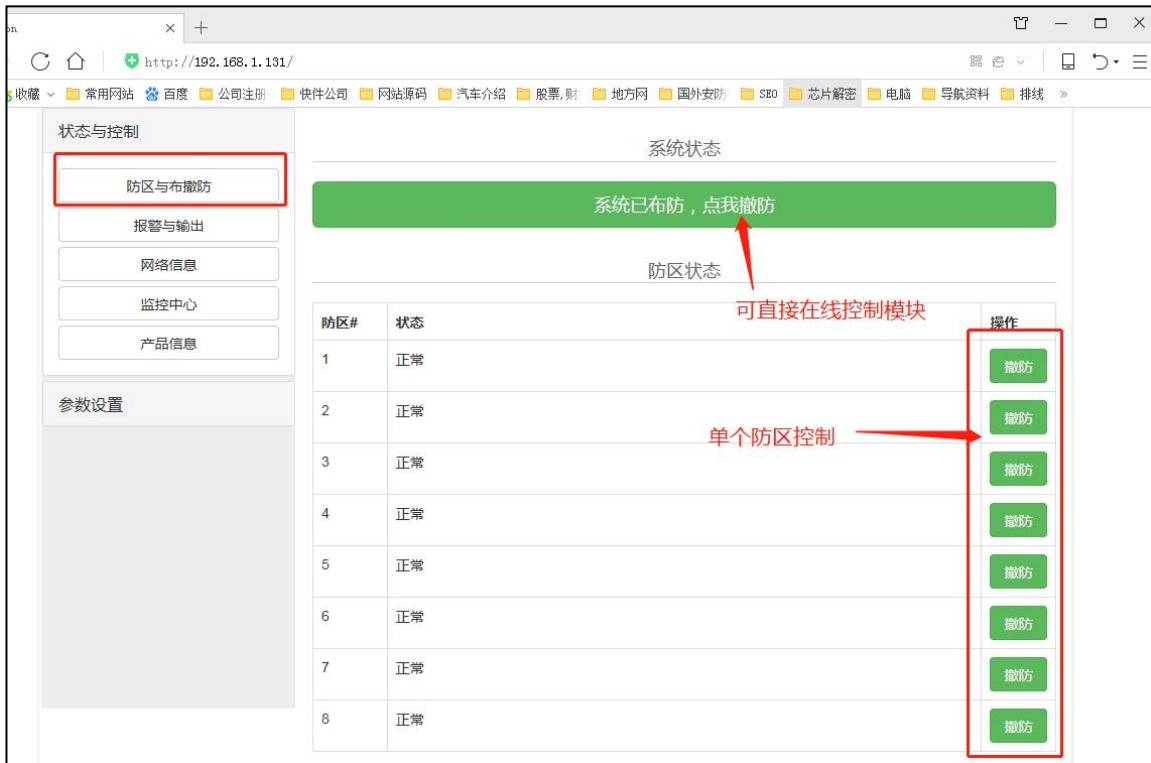 on
http://192.168.1.131/
收藏 常用网站 百度 公司注册 快件公司 网站源码 汽车介绍 股票,财 地方网 国外安防 SEO 芯片解密 电脑 导航资料 排线 »
状态与控制
防区与布撤防
报警与输出
网络信息
监控中心
产品信息
参数设置
系统状态
系统已布防，点我撤防
防区状态
可直接在线控制模块
防区# 状态 操作
1 正常 撤防
2 正常 撤防
单个防区控制
3 正常 撤防
4 正常 撤防
5 正常 撤防
6 正常 撤防
7 正常 撤防
8 正常 撤防